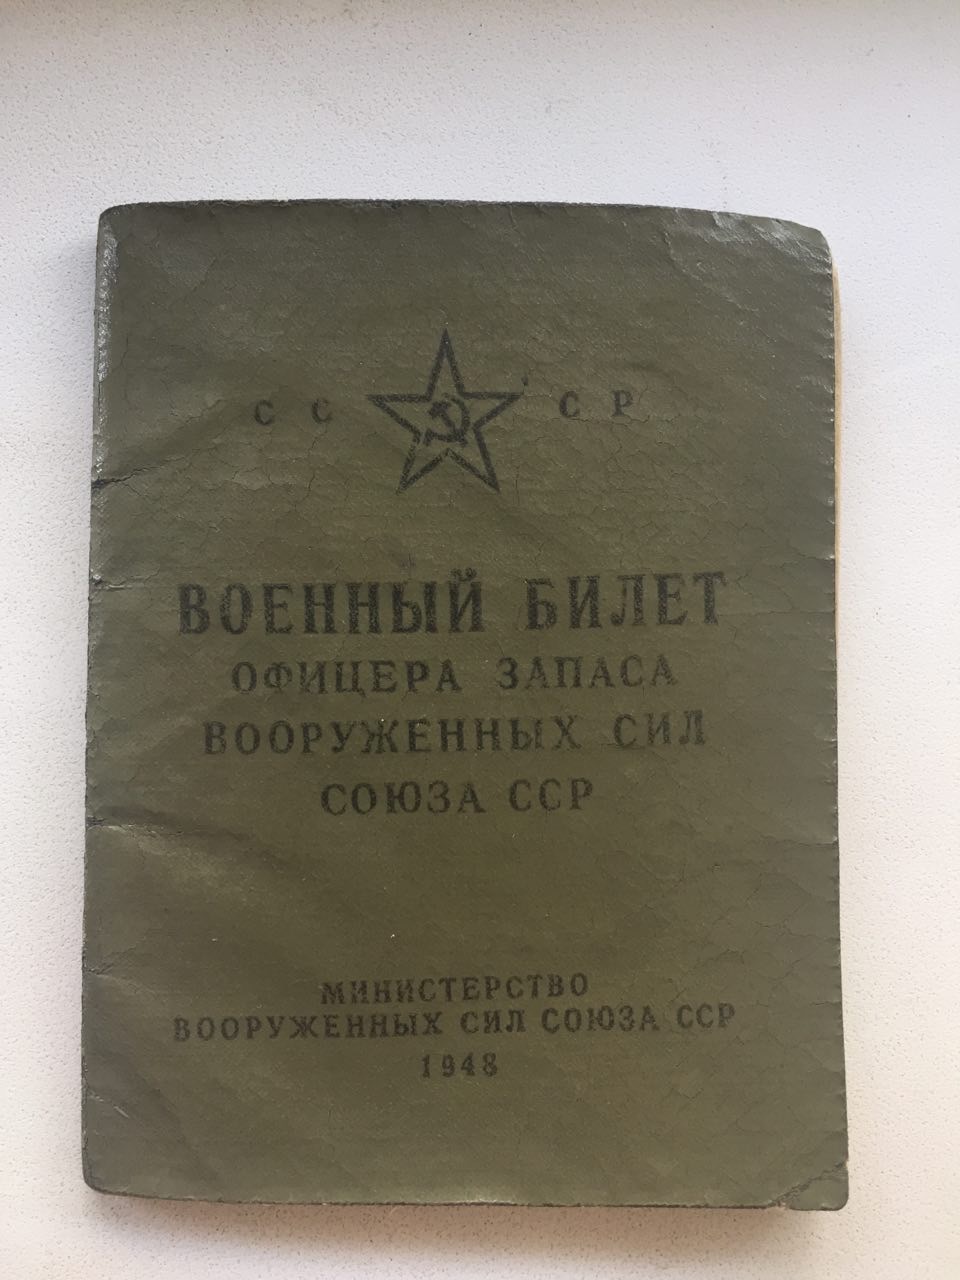 СС СР
ВОЕННЫЙ БИЛЕТ
ОФИЦЕРА ЗАПАСА
ВООРУЖЕННЫХ СИЛ
СОЮЗА ССР
МИНИСТЕРСТВО
ВООРУЖЕННЫХ СИЛ СОЮЗА ССР
1948